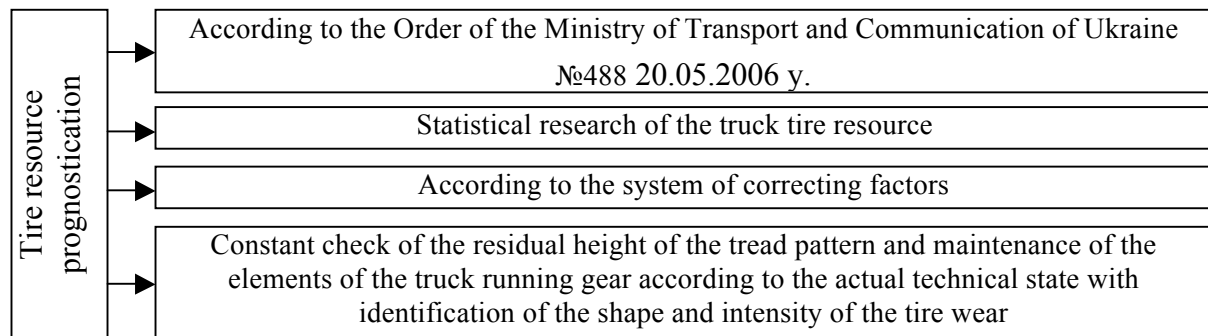 Tire resource
prognostication
According to the Order of the Ministry of Transport and Communication of Ukraine
№488 20.05.2006 y.
Statistical research of the truck tire resource
According to the system of correcting factors
Constant check of the residual height of the tread pattern and maintenance of the
elements of the truck running gear according to the actual technical state with
identification of the shape and intensity of the tire wear